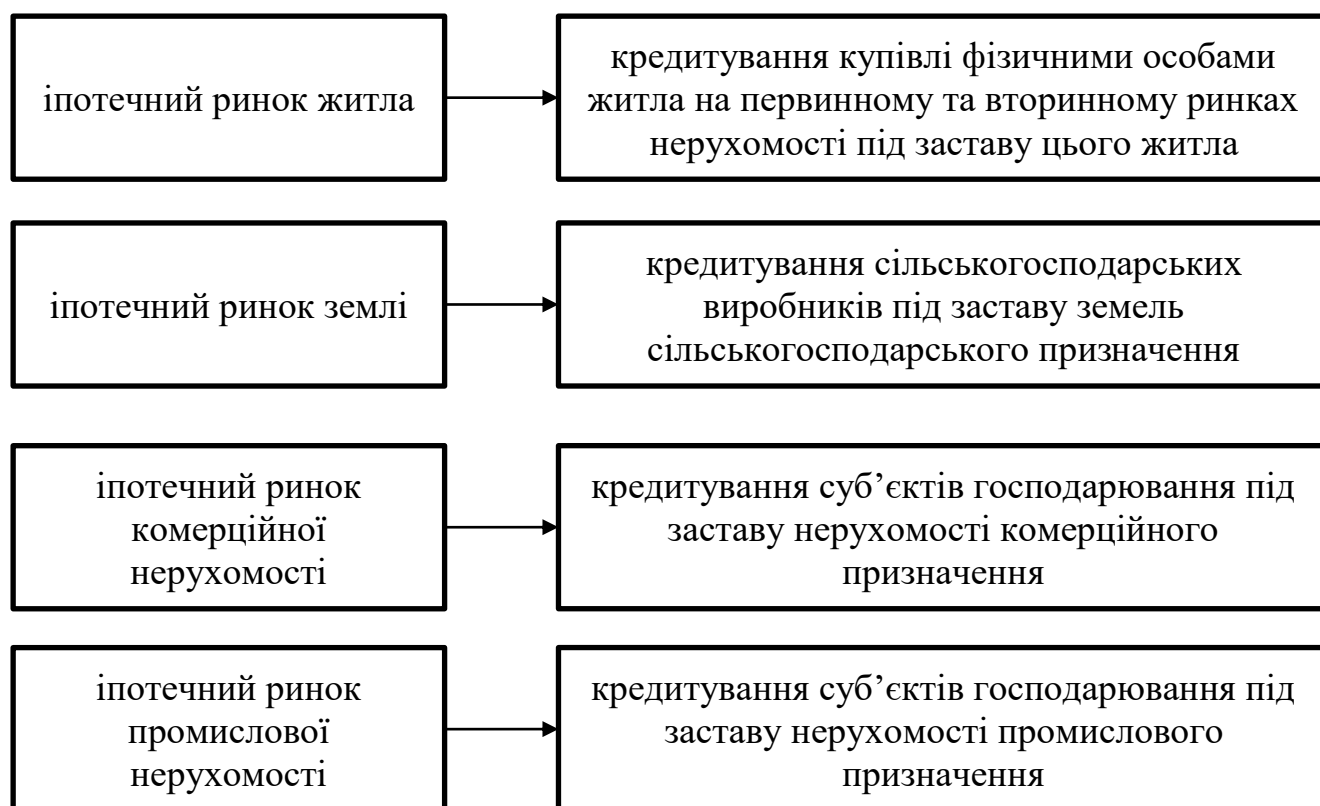 іпотечний ринок житла
кредитування купівлі фізичними особами
житла на первинному та вторинному ринках
нерухомості під заставу цього житла
іпотечний ринок землі
кредитування сільськогосподарських
виробників під заставу земель
сільськогосподарського призначення
іпотечний ринок
комерційної
нерухомості
кредитування суб’єктів господарювання під
заставу нерухомості комерційного
призначення
іпотечний ринок
промислової
нерухомості
кредитування суб’єктів господарювання під
заставу нерухомості промислового
призначення